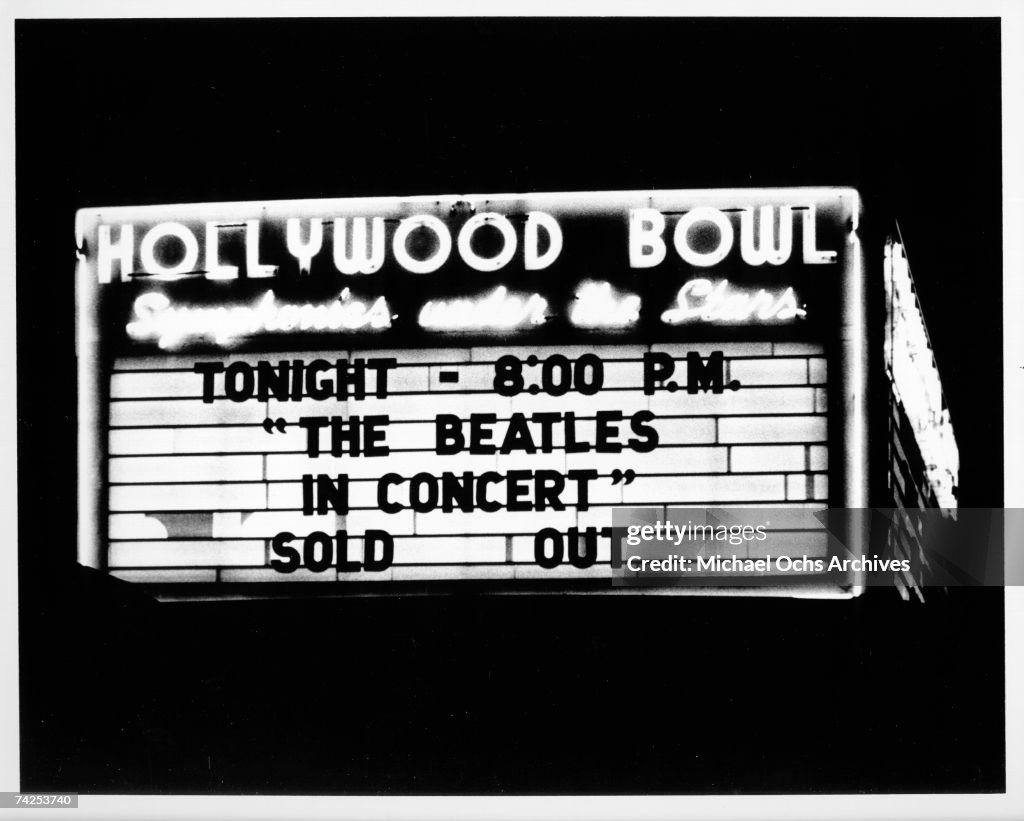 HOLLYWOOD BOWL
Symphonies under the Stars
TONIGHT - 8:00 P.M.
"THE BEATLES
IN CONCERT"
SOLD OUT
gettyimages®
Michael Ochs Archives
74253740